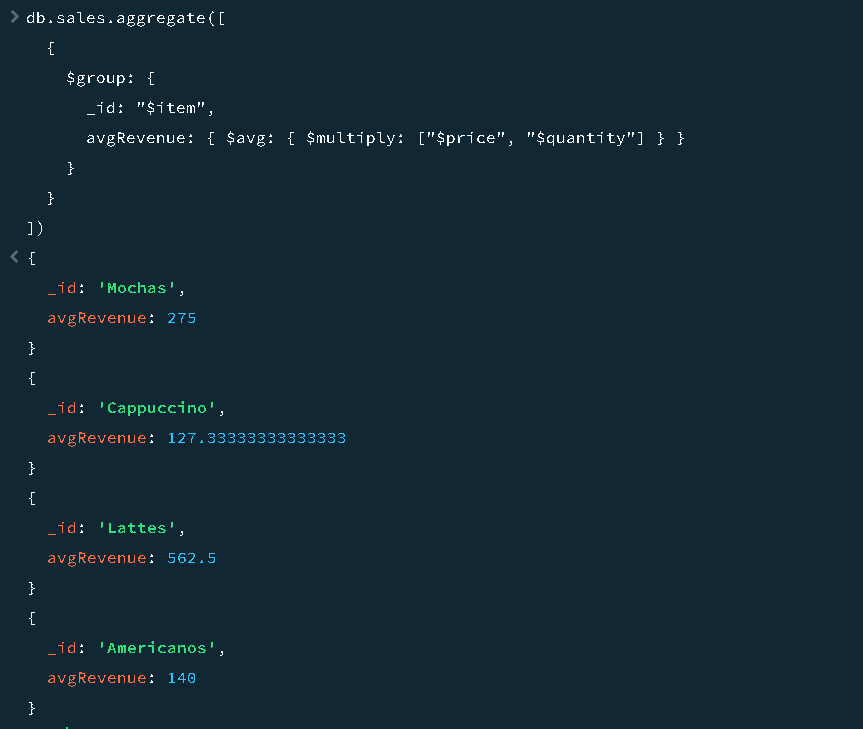 db.sales.aggregate([
{
$group: {
_id: "$item",
avgRevenue: { $avg: { $multiply: ["$price", "$quantity"] } }
}
}
])
{
_id: 'Mochas',
avgRevenue: 275
}
{
_id: 'Cappuccino',
avgRevenue: 127.33333333333333
}
{
_id: 'Lattes',
avgRevenue: 562.5
}
{
_id: 'Americanos',
avgRevenue: 140
}